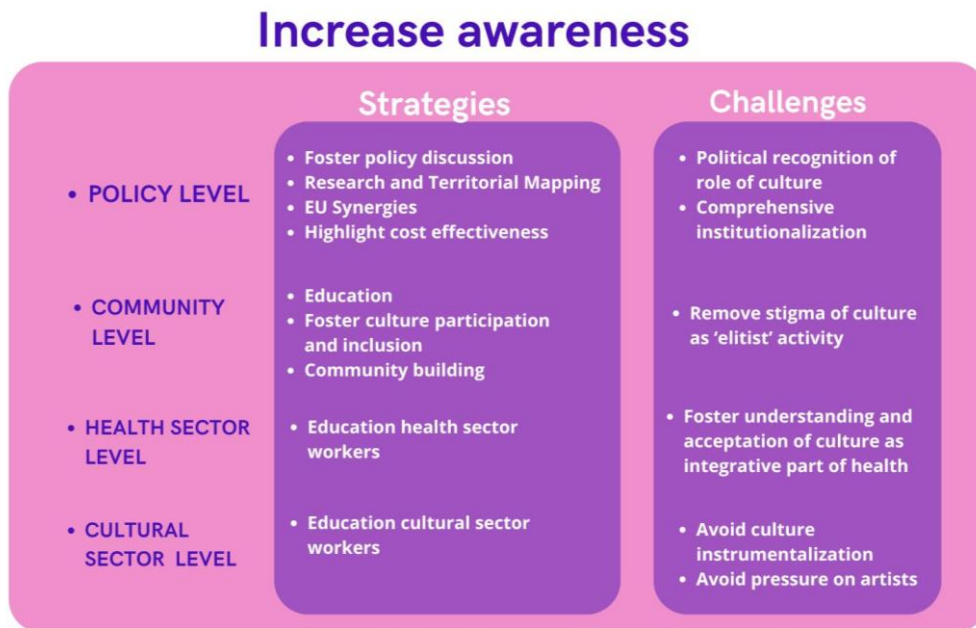 Increase awareness
Strategies
Challenges
• POLICY LEVEL
• Foster policy discussion
• Research and Territorial Mapping
• EU Synergies
• Highlight cost effectiveness
• Political recognition of
role of culture
• Comprehensive
institutionalization
• COMMUNITY
LEVEL
• Education
• Foster culture participation
and inclusion
• Community building
• Remove stigma of culture
as ‘elitist’ activity
• HEALTH SECTOR
LEVEL
• Education health sector
workers
• Foster understanding and
acceptation of culture as
integrative part of health
• CULTURAL
SECTOR LEVEL
• Education cultural sector
workers
• Avoid culture
instrumentalization
• Avoid pressure on artists